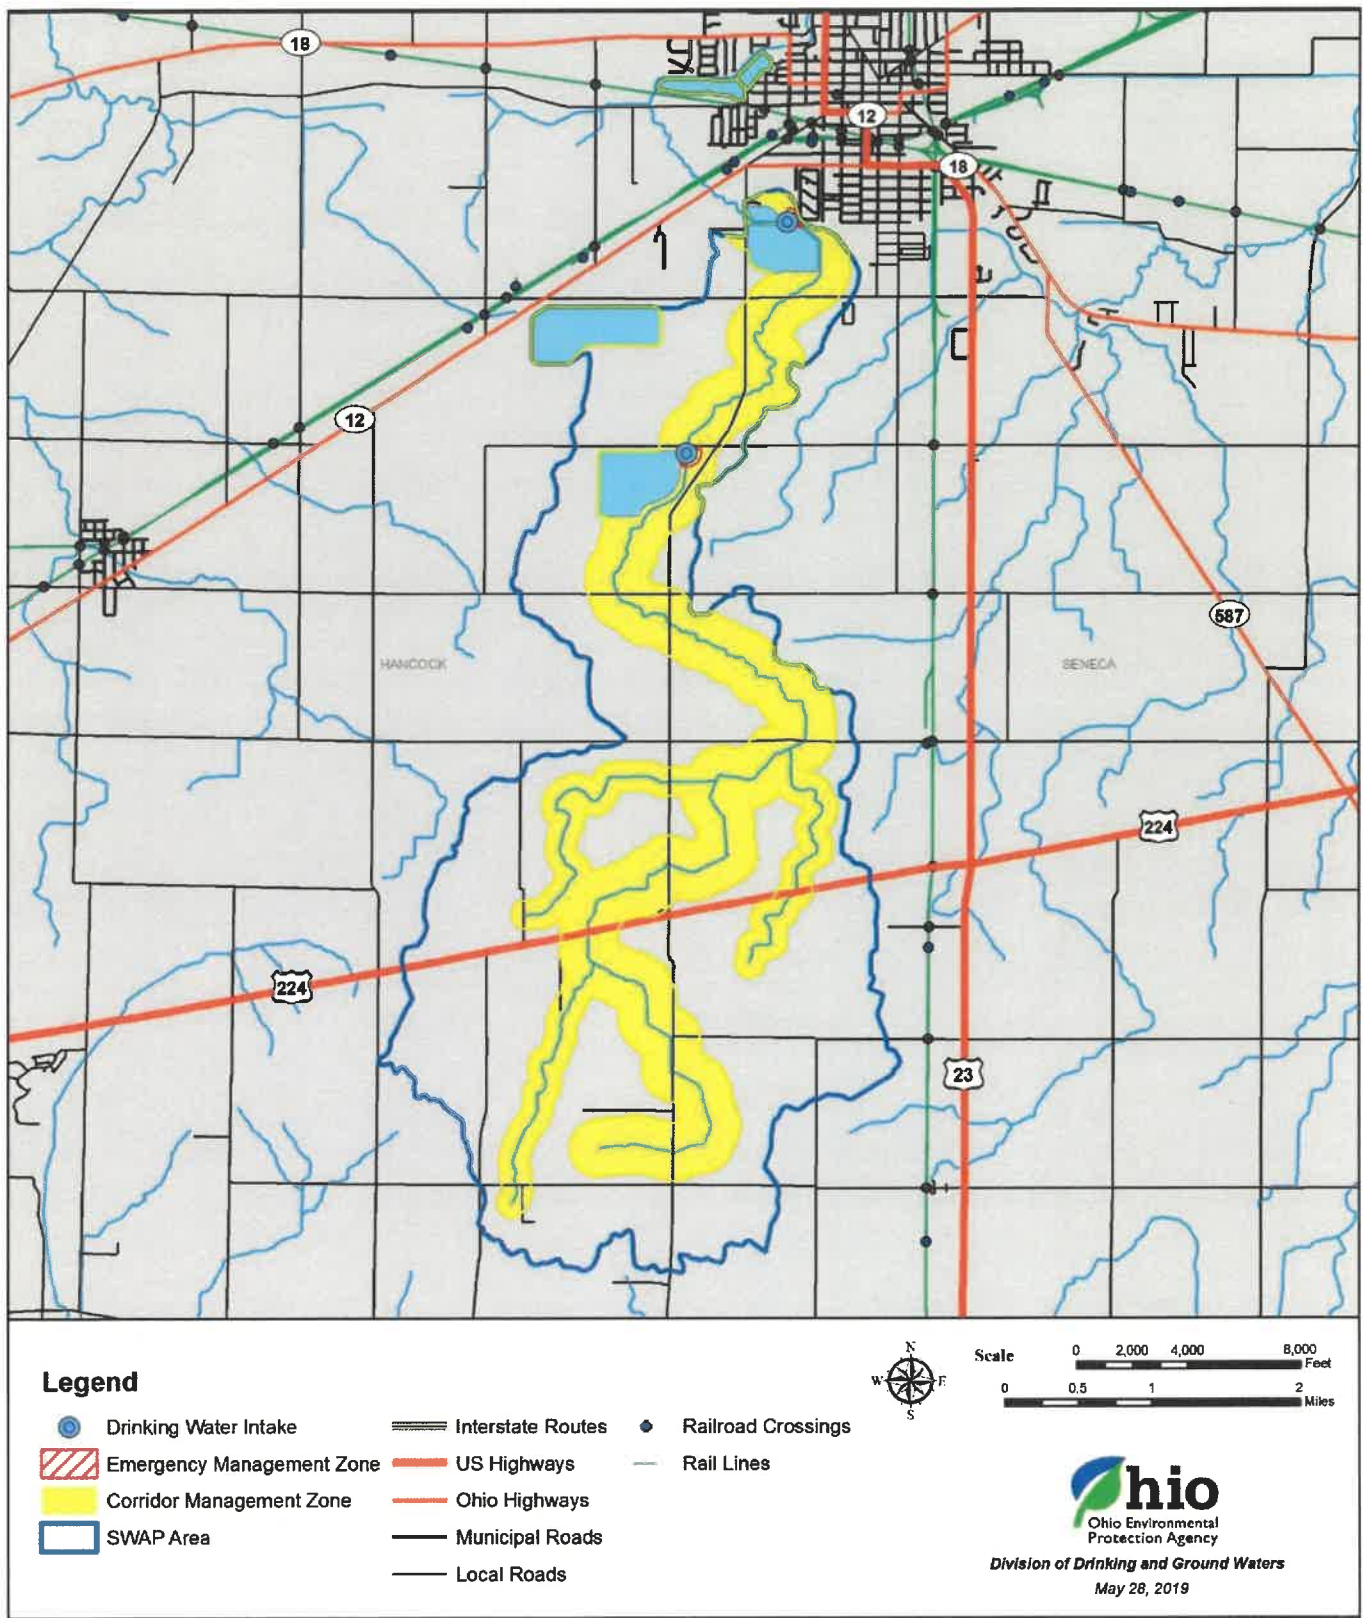 18
12
18
12
587
HANCOCK
SENECA
224
224
23
Legend
Drinking Water Intake
Emergency Management Zone
Corridor Management Zone
SWAP Area
Interstate Routes
US Highways
Ohio Highways
Municipal Roads
Local Roads
Railroad Crossings
Rail Lines
N
W E
S
Scale
0 2,000 4,000 8,000
Feet
0 0.5 1 2
Miles
Ohio
Ohio Environmental
Protection Agency
Division of Drinking and Ground Waters
May 28, 2019